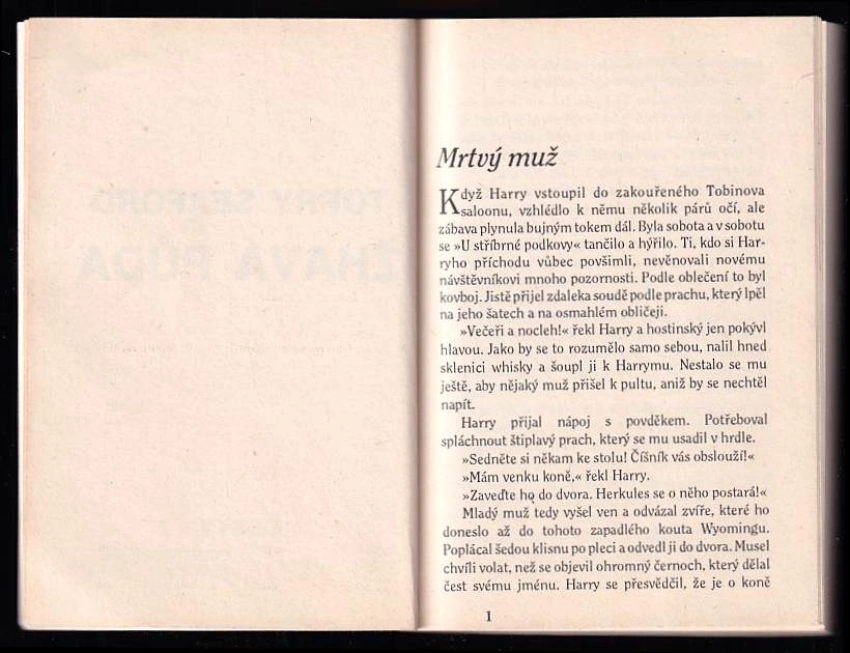 Mrtvý muž
Když Harry vstoupil do zakouřeného Tobinova
saloonu, vzhlédlo k němu několik párů očí, ale
zábava plynula bujným tokem dál. Byla sobota a v sobotu
se »U stříbrné podkovy« tančilo a hýřilo. Ti, kdo si Har-
ryho příchodu vůbec povšimli, nevěnovali novému
návštěvníkovi mnoho pozornosti. Podle oblečení to byl
kovboj. Jistě přijel zdaleka soudě podle prachu, který lpěl
na jeho šatech a na osmahlém obličeji.
»Večeři a nocleh!« řekl Harry a hostinský jen pokývl
hlavou. Jako by se to rozumělo samo sebou, nalil hned
sklenici whisky a šoupl ji k Harrymu. Nestalo se mu
ještě, aby nějaký muž přišel k pultu, aniž by se nechtěl
napít.
Harry přijal nápoj s povděkem. Potřeboval
spláchnout štiplavý prach, který se mu usadil v hrdle.
»Sedněte si někam ke stolu! Číšník vás obslouží!«
»Mám venku koně,« řekl Harry.
»Zaveďte ho do dvora. Herkules se o něho postará!«
Mladý muž tedy vyšel ven a odvázal zvíře, které ho
doneslo až do tohoto zapadlého kouta Wyomingu.
Poplácal šedou klisnu po pleci a odvedl ji do dvora. Musel
chvíli volat, než se objevil ohromný černoch, který dělal
čest svému jménu. Harry se přesvědčil, že je o koně
1